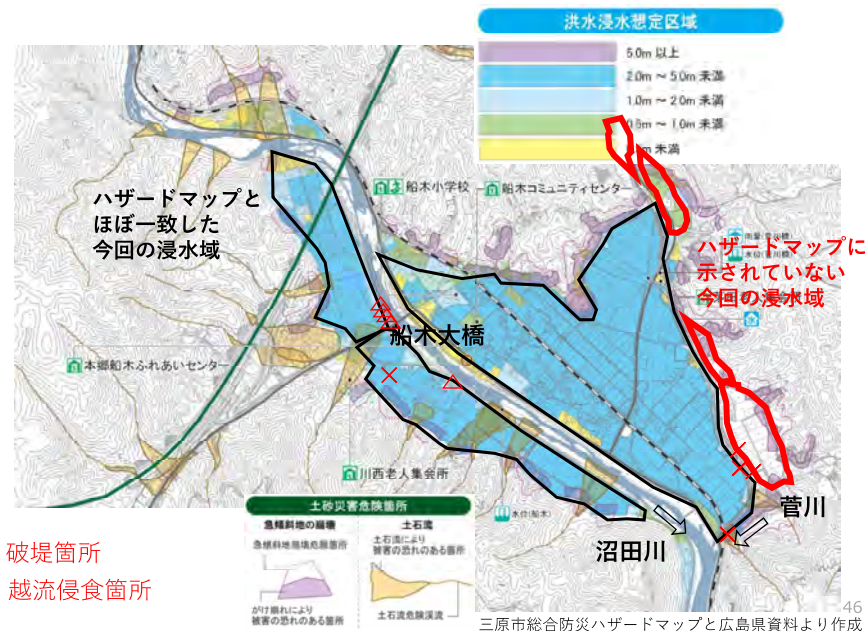 洪水浸水想定区域
5.0m 以上
2.0m ～ 5.0m 未満
1.0m ～ 2.0m 未満
0.5m ～ 1.0m 未満
m 未満
ハザードマップと
ほぼ一致した
今回の浸水域
船木小学校
船木コミュニティセンター
ハザードマップに
示されていない
今回の浸水域
船木大橋
本郷船木ふれあいセンター
川西老人集会所
水位(船木)
菅川
沼田川
土砂災害危険箇所
急傾斜地の崩壊
土石流
急傾斜地崩壊危険箇所
土石流により
被害の恐れのある箇所
がけ崩れにより
被害の恐れのある箇所
土石流危険渓流
破堤箇所
越流侵食箇所
46
三原市総合防災ハザードマップと広島県資料より作成